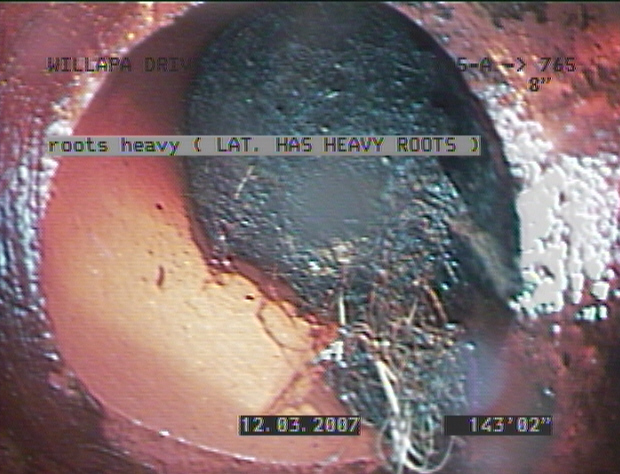 WILLAPA DRIV 5-A -> 765
8"
roots heavy ( LAT. HAS HEAVY ROOTS )
12.03.2007 143'02"